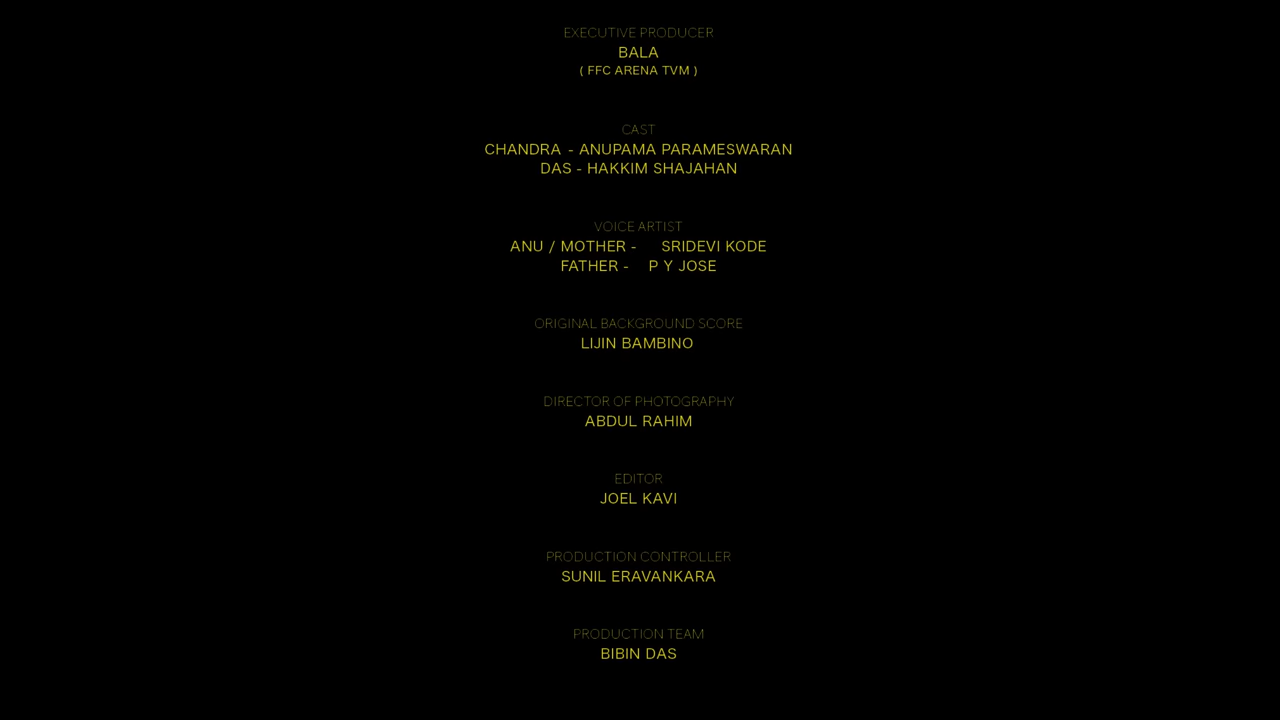 EXECUTIVE PRODUCER
BALA
( FFC ARENA TVM )
CAST
CHANDRA - ANUPAMA PARAMESWARAN
DAS - HAKKIM SHAJAHAN
VOICE ARTIST
ANU / MOTHER - SRIDEVI KODE
FATHER - P Y JOSE
ORIGINAL BACKGROUND SCORE
LIJIN BAMBINO
DIRECTOR OF PHOTOGRAPHY
ABDUL RAHIM
EDITOR
JOEL KAVI
PRODUCTION CONTROLLER
SUNIL ERAVANKARA
PRODUCTION TEAM
BIBIN DAS